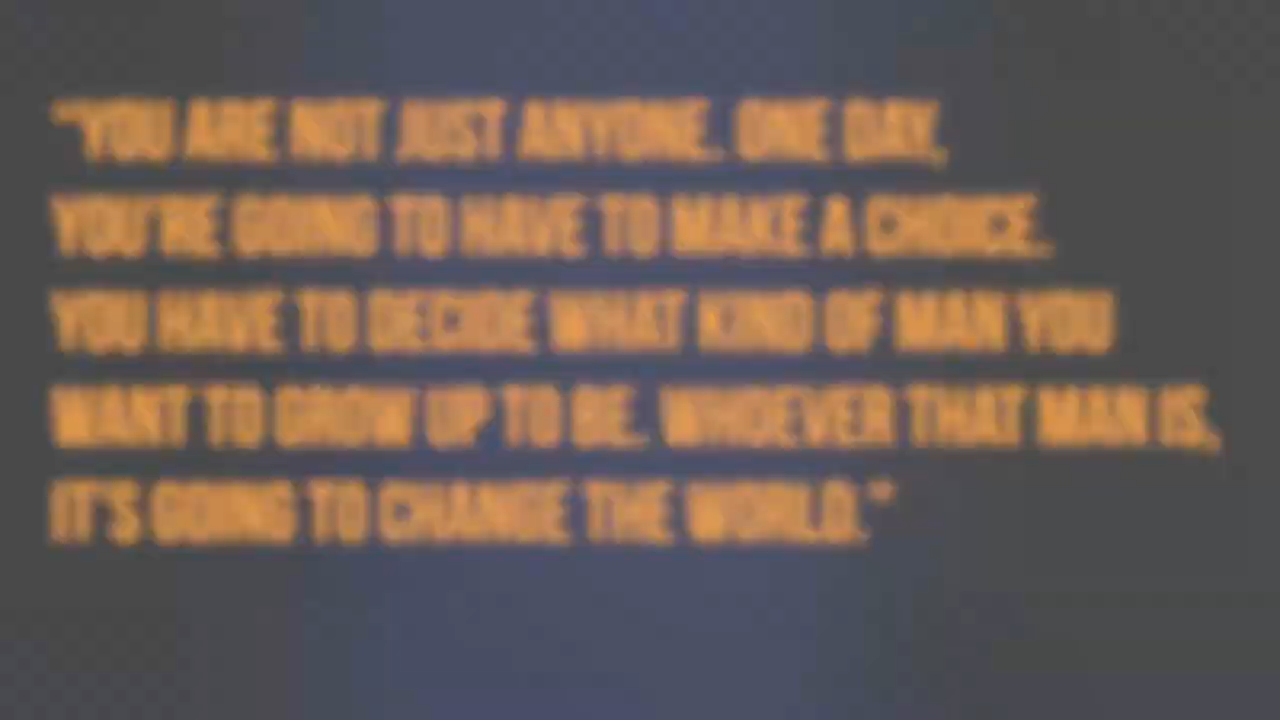 "YOU ARE NOT JUST ANYONE. ONE DAY,
YOU'RE GOING TO HAVE TO MAKE A CHOICE.
YOU HAVE TO DECIDE WHAT KIND OF MAN YOU
WANT TO GROW UP TO BE. WHOEVER THAT MAN IS,
IT'S GOING TO CHANGE THE WORLD."